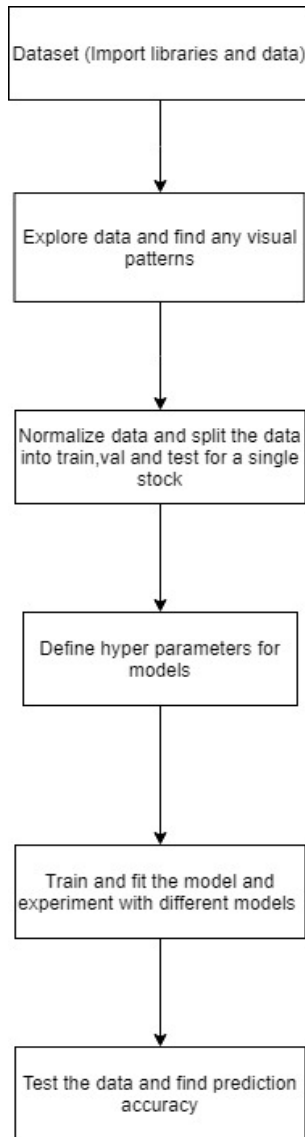 Dataset (Import libraries and data)
Explore data and find any visual
patterns
Normalize data and split the data
into train,val and test for a single
stock
Define hyper parameters for
models
Train and fit the model and
experiment with different models
Test the data and find prediction
accuracy